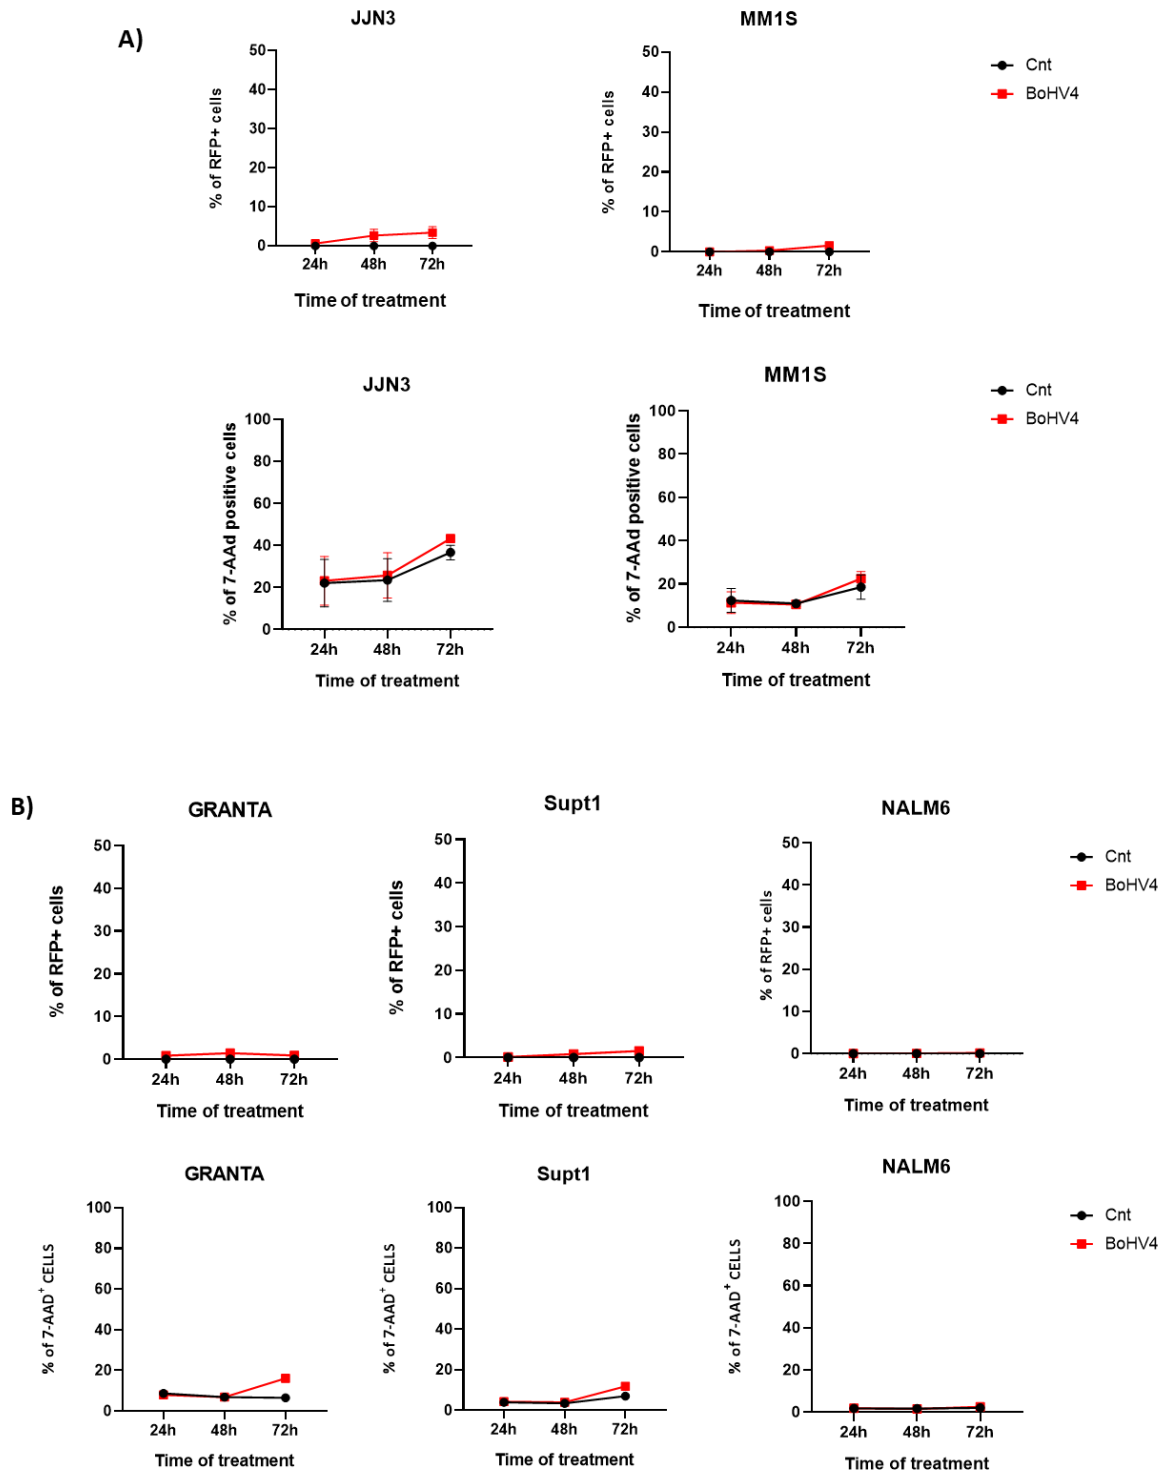 A)
JJN3
MM1S
Cnt
BoHV4
% of RFP+ cells
50
40
30
20
10
0
24h 48h 72h
Time of treatment
% of RFP+ cells
50
40
30
20
10
0
24h 48h 72h
Time of treatment
JJN3
MM1S
Cnt
BoHV4
% of 7-AAd positive cells
100
80
60
40
20
0
24h 48h 72h
Time of treatment
% of 7-AAd positive cells
100
80
60
40
20
0
24h 48h 72h
Time of treatment
B)
GRANTA
Supt1
NALM6
Cnt
BoHV4
% of RFP+ cells
50
40
30
20
10
0
24h 48h 72h
Time of treatment
% of RFP+ cells
50
40
30
20
10
0
24h 48h 72h
Time of treatment
% of RFP+ cells
50
40
30
20
10
0
24h 48h 72h
Time of treatment
GRANTA
Supt1
NALM6
Cnt
BoHV4
% of 7-AAD+ CELLS
100
80
60
40
20
0
24h 48h 72h
Time of treatment
% of 7-AAD+ CELLS
100
80
60
40
20
0
24h 48h 72h
Time of treatment
% of 7-AAD+ CELLS
100
80
60
40
20
0
24h 48h 72h
Time of treatment